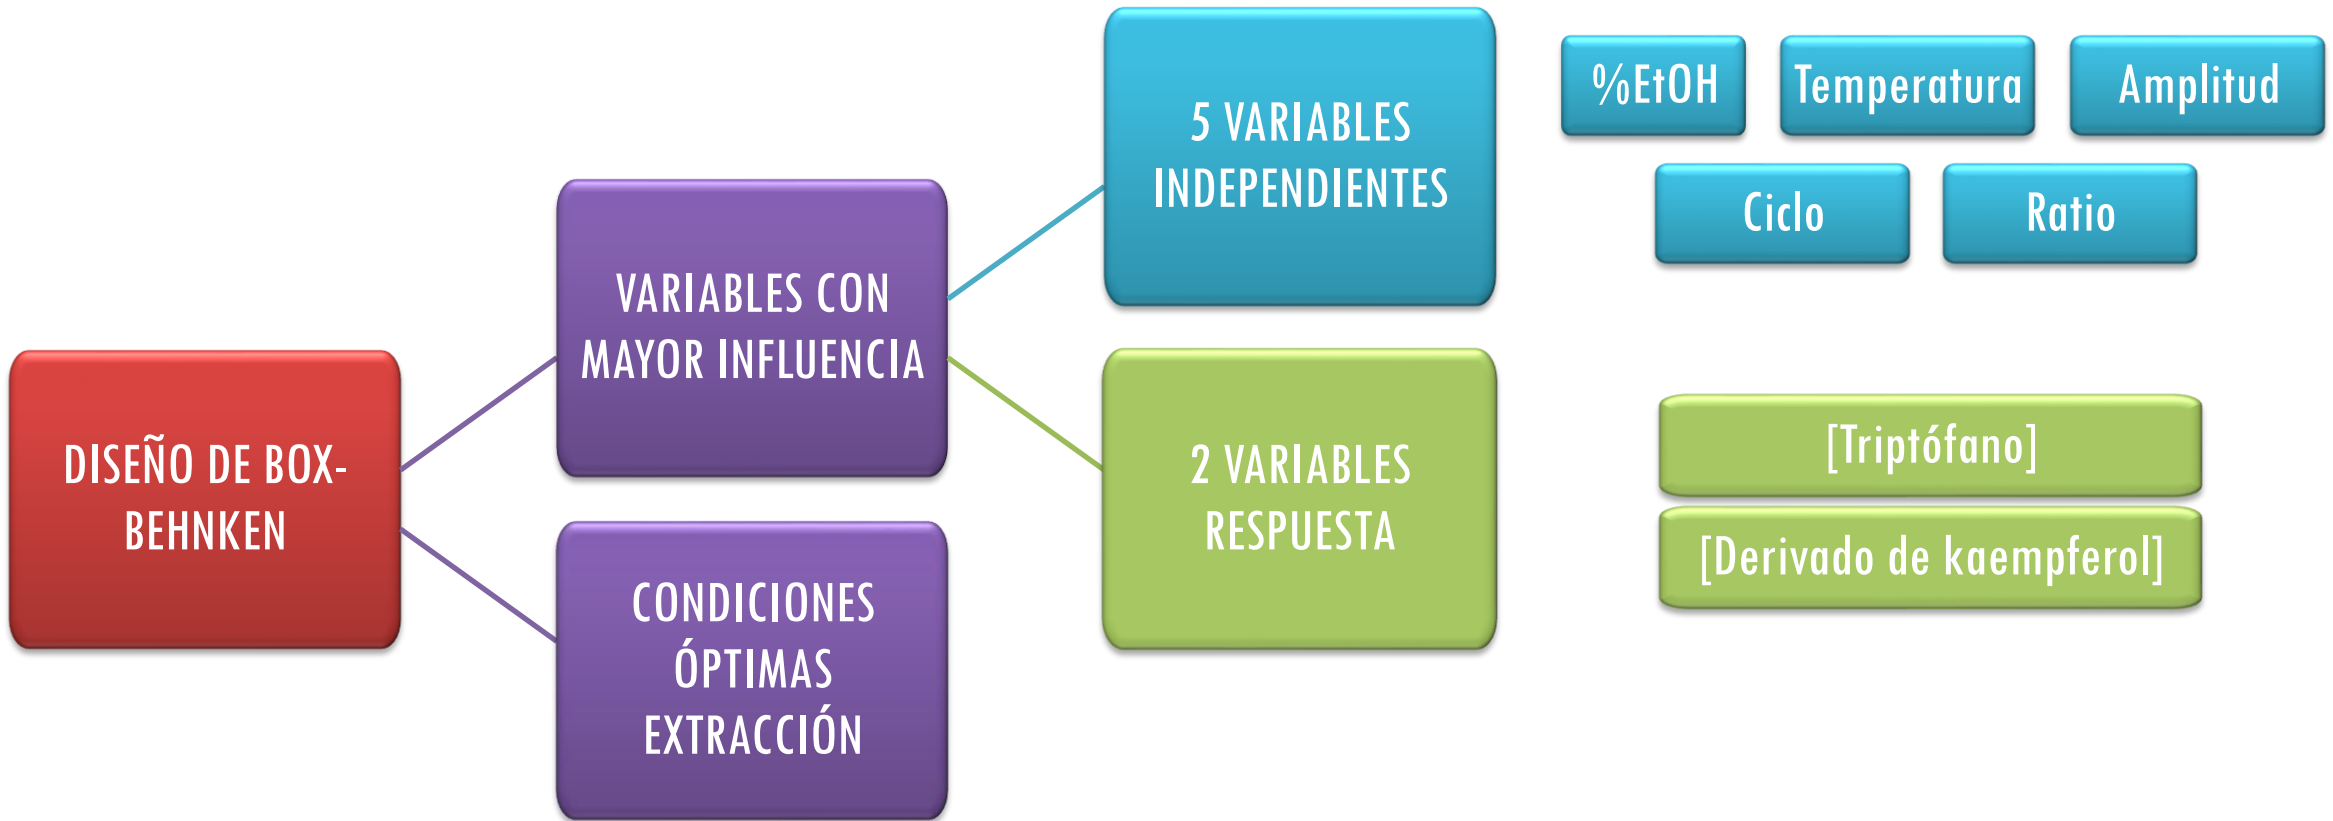 DISEÑO DE BOX-
BEHNKEN
VARIABLES CON
MAYOR INFLUENCIA
CONDICIONES
ÓPTIMAS
EXTRACCIÓN
5 VARIABLES
INDEPENDIENTES
2 VARIABLES
RESPUESTA
%EtOH
Temperatura
Amplitud
Ciclo
Ratio
[Triptófano]
[Derivado de kaempferol]